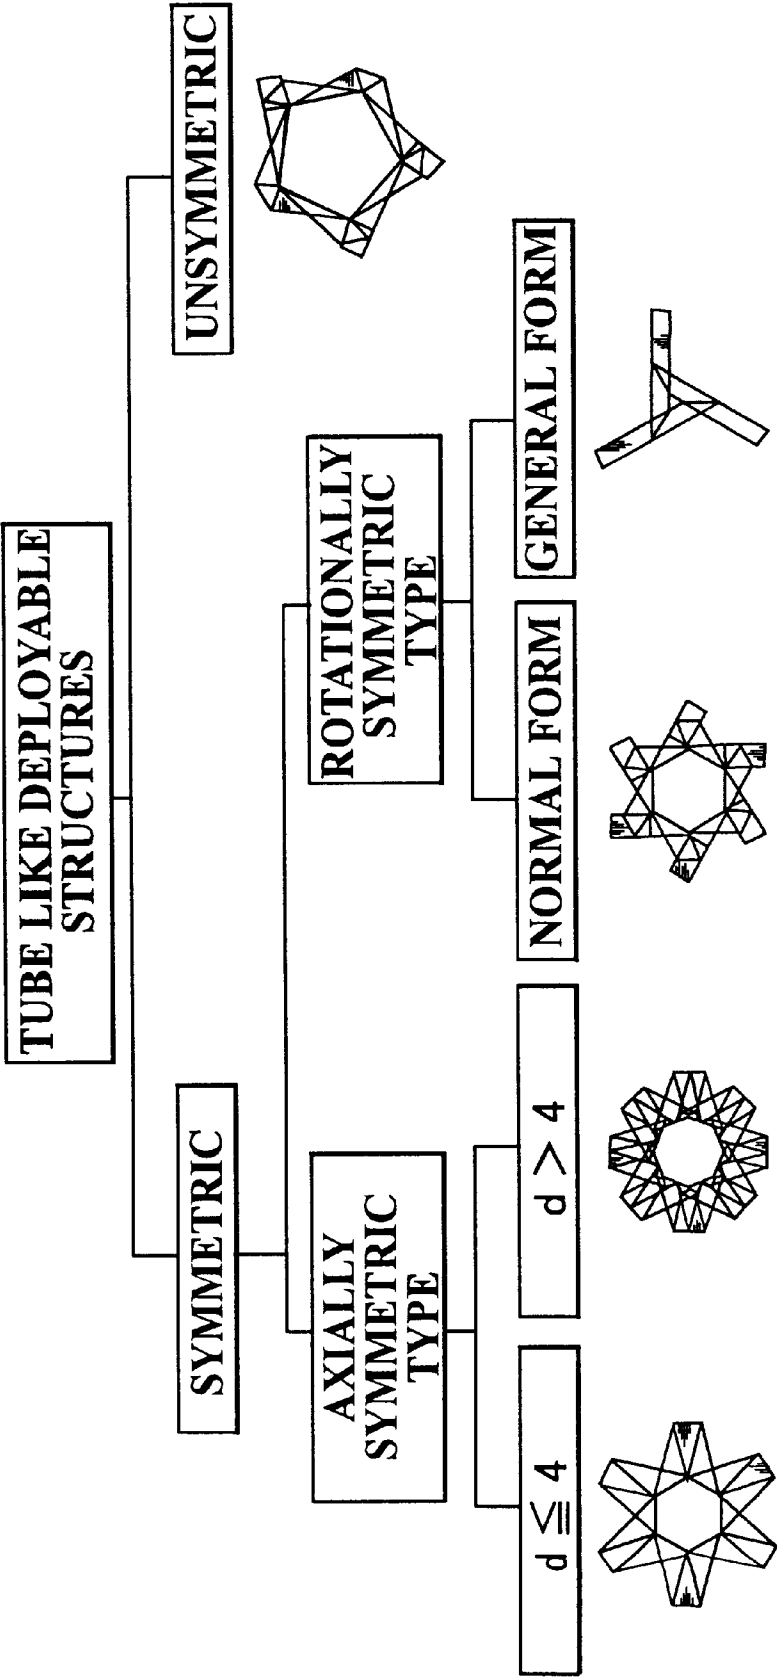 TUBE LIKE DEPLOYABLE
STRUCTURES
SYMMETRIC
UNSYMMETRIC
AXIALLY
SYMMETRIC
TYPE
ROTATIONALLY
SYMMETRIC
TYPE
d ≦ 4
d > 4
NORMAL FORM
GENERAL FORM